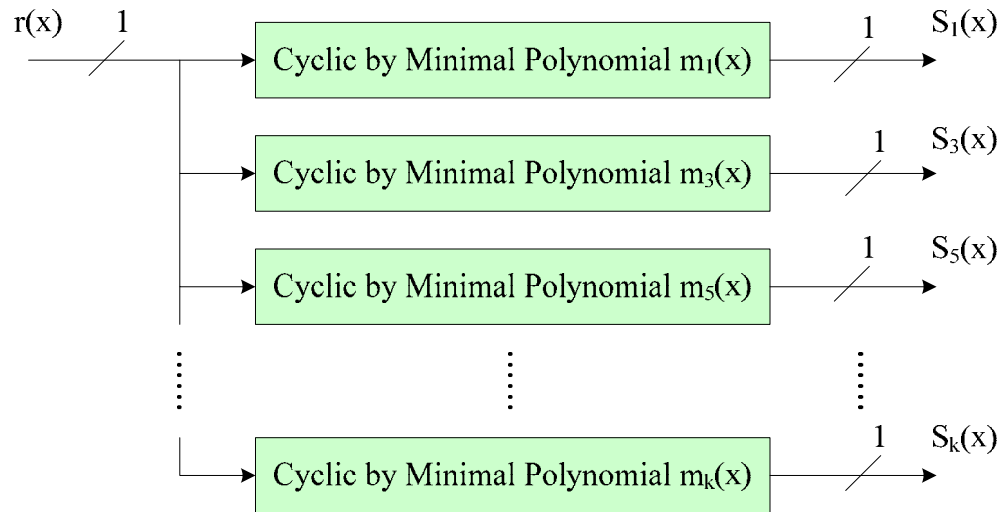 r(x) 1 Cyclic by Minimal Polynomial m₁(x) 1 S₁(x)
Cyclic by Minimal Polynomial m₃(x) 1 S₃(x)
Cyclic by Minimal Polynomial m₅(x) 1 S₅(x)
Cyclic by Minimal Polynomial mₖ(x) 1 Sₖ(x)